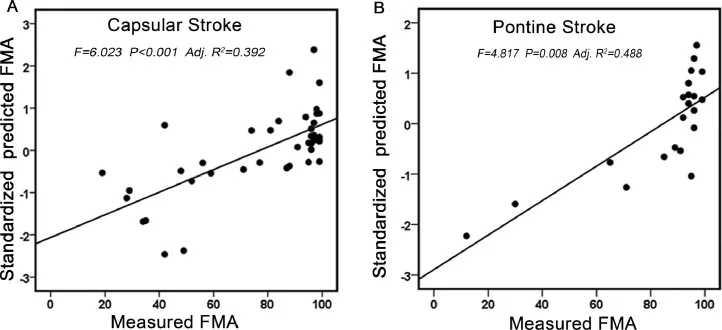 A
Capsular Stroke
F=6.023 P<0.001 Adj. R²=0.392
Standardized predicted FMA
3
2
1
0
-1
-2
-3
0 20 40 60 80 100
Measured FMA
B
Pontine Stroke
F=4.817 P=0.008 Adj. R²=0.488
Standardized predicted FMA
2
1
0
-1
-2
-3
0 20 40 60 80 100
Measured FMA